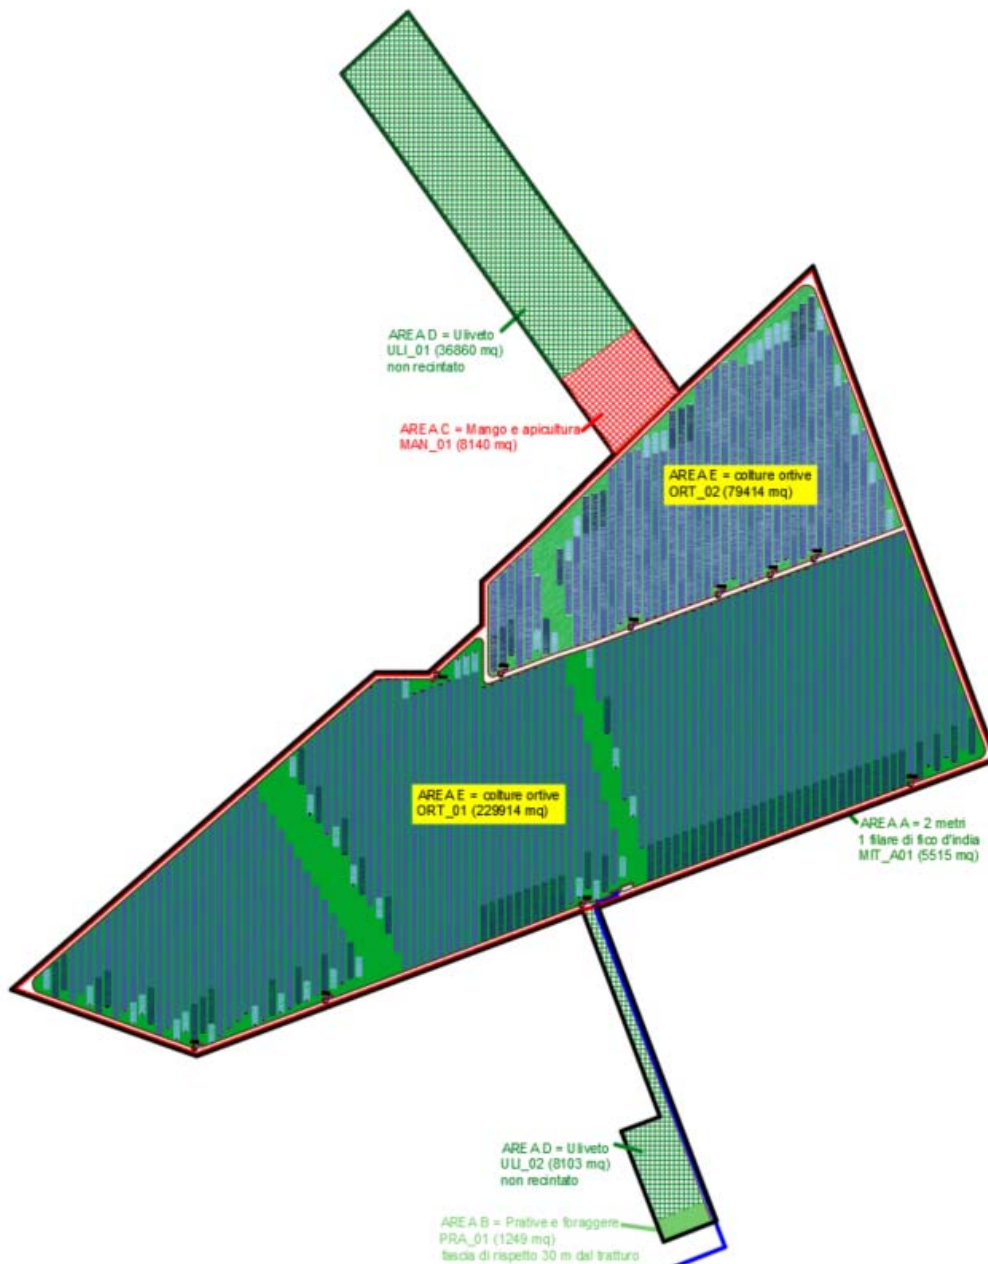 AREA D = Uliveto
ULI_01 (36860 mq)
non recintato
AREA C = Mango e apicultura
MAN_01 (8140 mq)
AREA E = colture ortive
ORT_02 (79414 mq)
AREA E = colture ortive
ORT_01 (229914 mq)
AREA A = 2 metri
1 filare di fico d'india
MIT_A01 (5515 mq)
AREA D = Uliveto
ULI_02 (8103 mq)
non recintato
AREA B = Prative e foraggere
PRA_01 (1249 mq)
fascia di rispetto 30 m dal tratturo